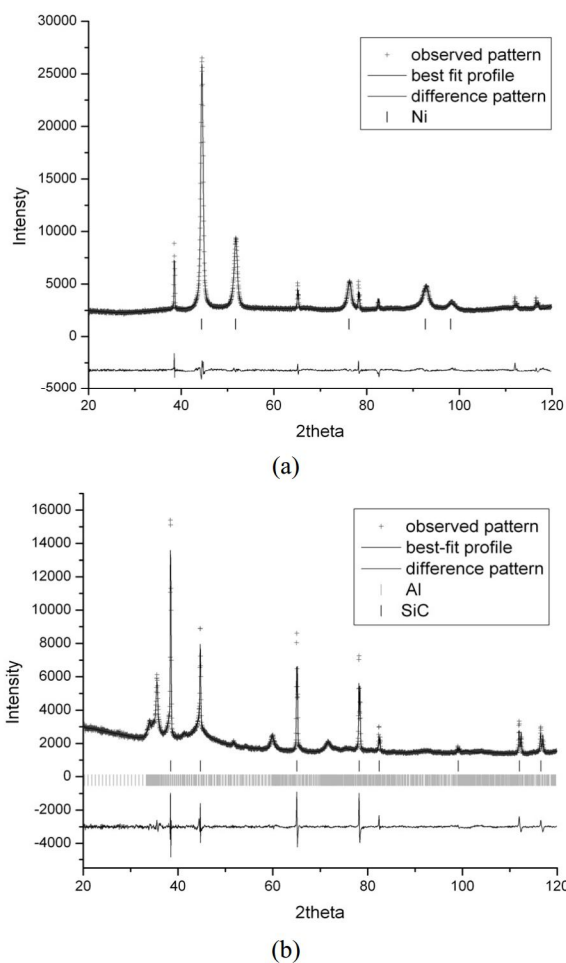 30000
25000
20000
15000
10000
5000
0
-5000
Intensty
observed pattern
best fit profile
difference pattern
Ni
20 40 60 80 100 120
2theta
(a)
16000
14000
12000
10000
8000
6000
4000
2000
0
-2000
-4000
Intensity
observed pattern
best-fit profile
difference pattern
Al
SiC
20 40 60 80 100 120
2theta
(b)